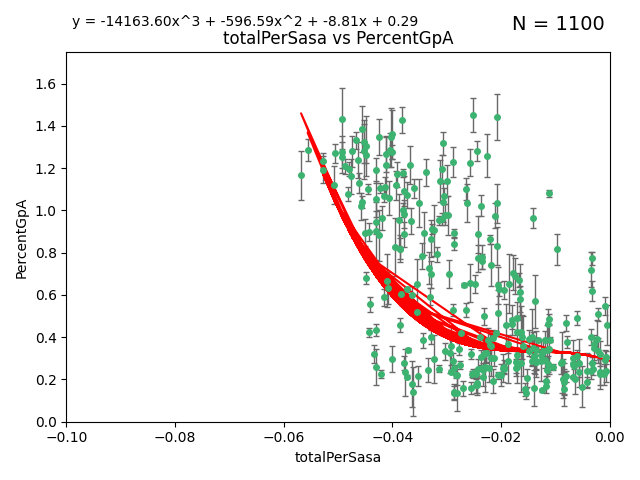 y = -14163.60x^3 + -596.59x^2 + -8.81x + 0.29
N = 1100
totalPerSasa vs PercentGpA
PercentGpA
1.6
1.4
1.2
1.0
0.8
0.6
0.4
0.2
0.0
−0.10 −0.08 −0.06 −0.04 −0.02 0.00
totalPerSasa